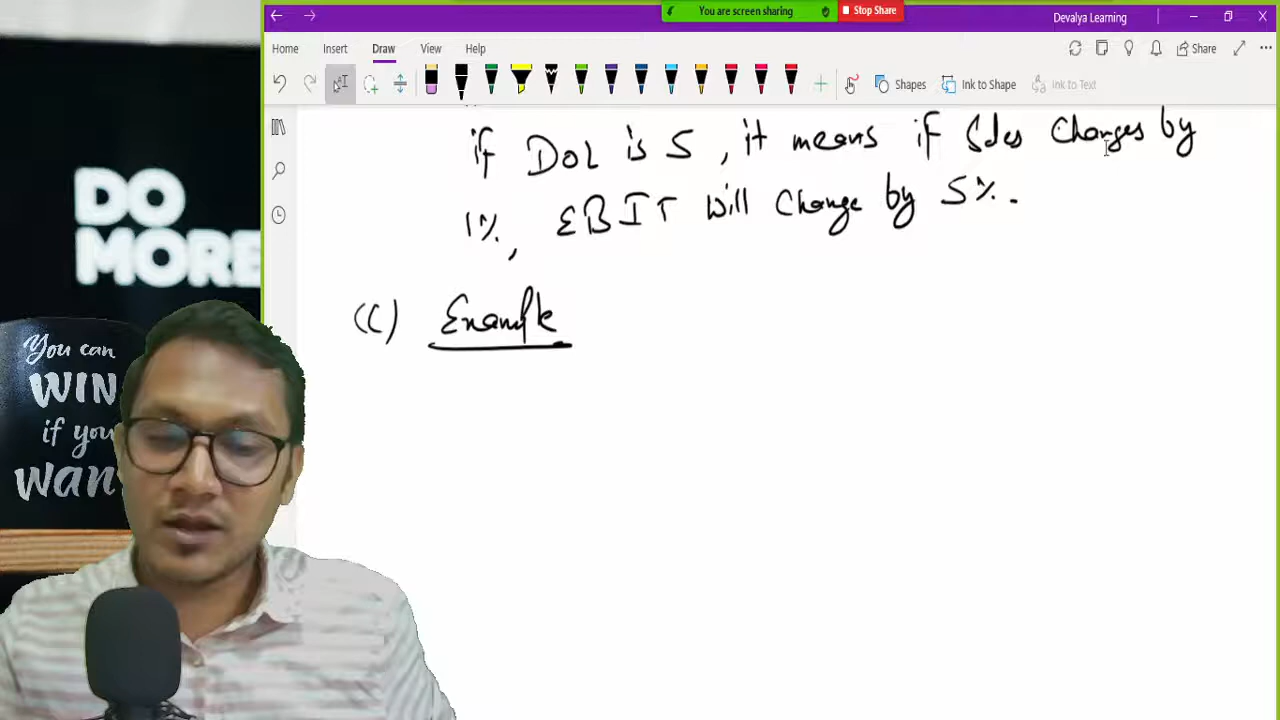 You are screen sharing
Stop Share
Devalya Learning
Home
Insert
Draw
View
Help
Share
Shapes
Ink to Shape
Ink to Text
if DOL is 5, it means if Sales Changes by
1%, EBIT will change by 5%.
(C) Example
DO
MORE
You can
WIN
if you
Want